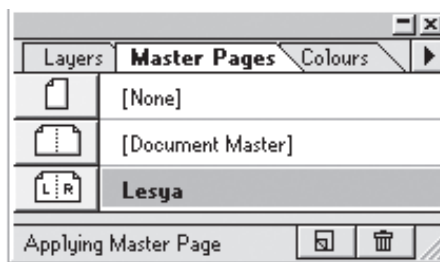 Layers Master Pages Colours
[None]
[Document Master]
L R Lesya
Applying Master Page